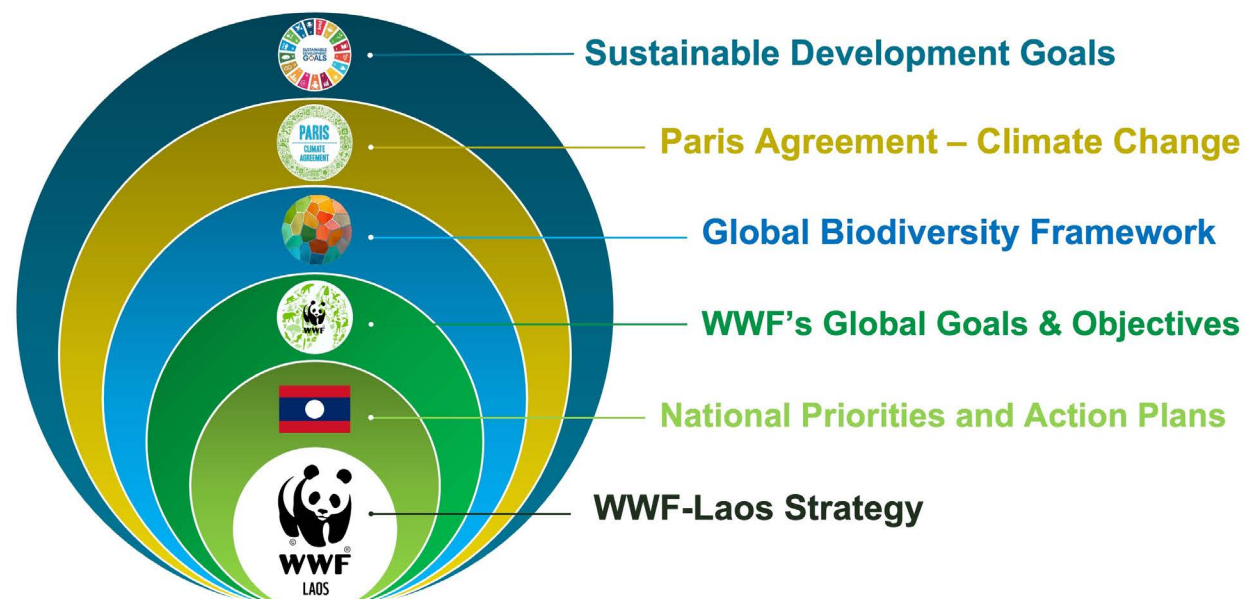 SUSTAINABLE
DEVELOPMENT
GOALS
Sustainable Development Goals
PARIS
CLIMATE
AGREEMENT
Paris Agreement – Climate Change
Global Biodiversity Framework
WWF
WWF's Global Goals & Objectives
National Priorities and Action Plans
WWF-Laos Strategy
©
®
WWF
LAOS